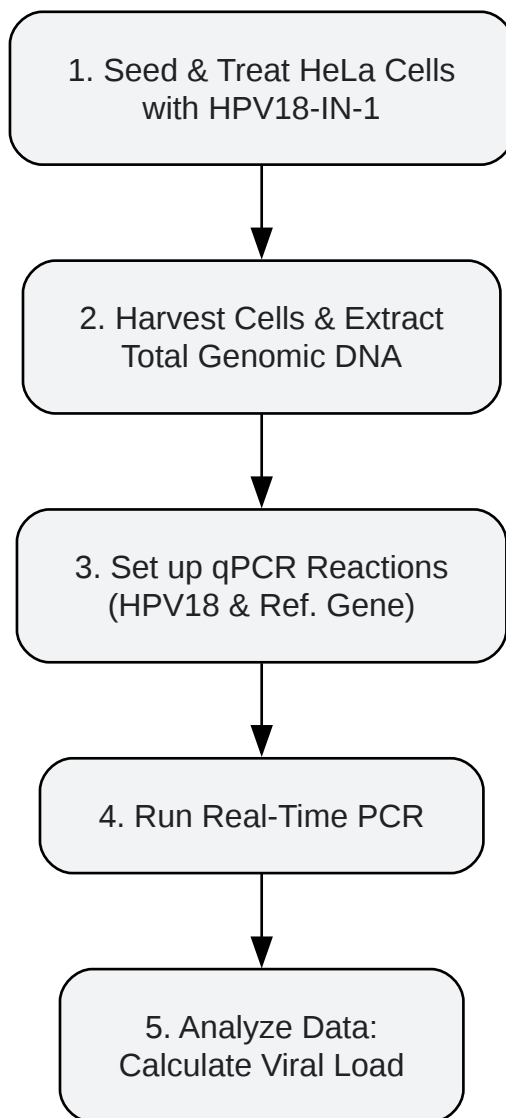 1. Seed & Treat HeLa Cells
with HPV18-IN-1
2. Harvest Cells & Extract
Total Genomic DNA
3. Set up qPCR Reactions
(HPV18 & Ref. Gene)
4. Run Real-Time PCR
5. Analyze Data:
Calculate Viral Load